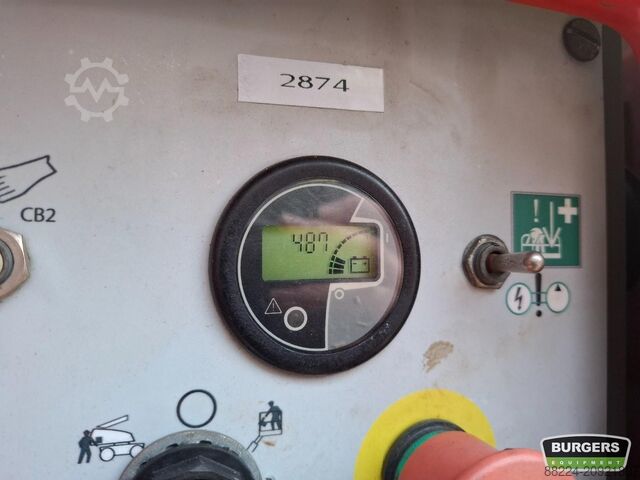 2874
CB2
487
BURGERS
EQUIPMENT